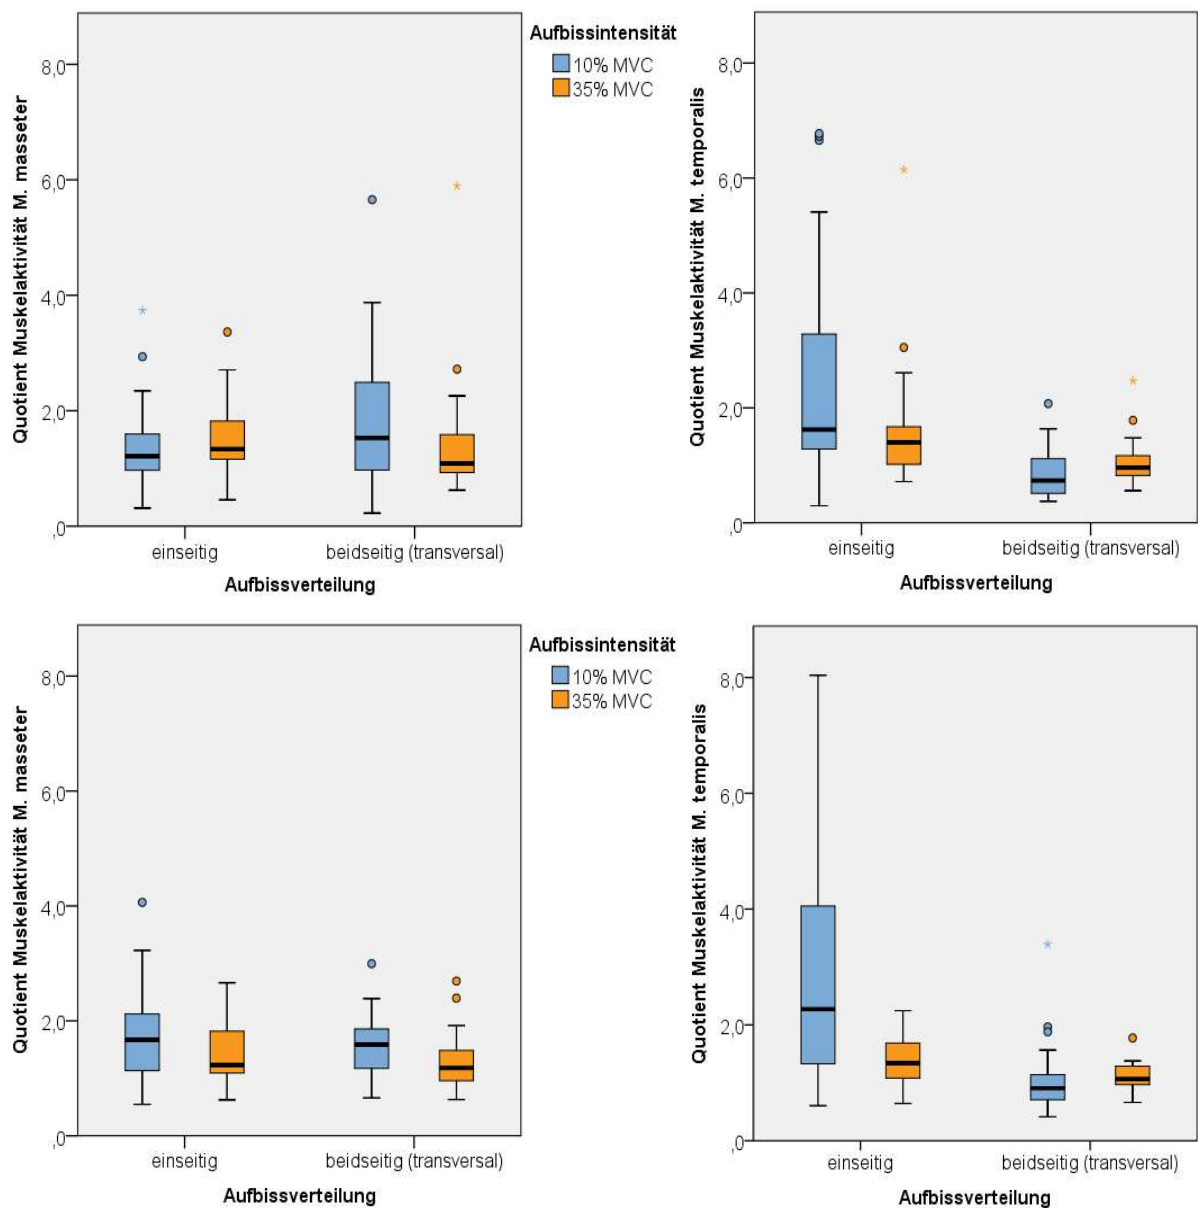 Quotient Muskelaktivität M. masseter
8,0
6,0
4,0
2,0
,0
einseitig
beidseitig (transversal)
Aufbissverteilung
Aufbissintensität
10% MVC
35% MVC
Quotient Muskelaktivität M. temporalis
8,0
6,0
4,0
2,0
,0
einseitig
beidseitig (transversal)
Aufbissverteilung
Quotient Muskelaktivität M. masseter
8,0
6,0
4,0
2,0
,0
einseitig
beidseitig (transversal)
Aufbissverteilung
Aufbissintensität
10% MVC
35% MVC
Quotient Muskelaktivität M. temporalis
8,0
6,0
4,0
2,0
,0
einseitig
beidseitig (transversal)
Aufbissverteilung